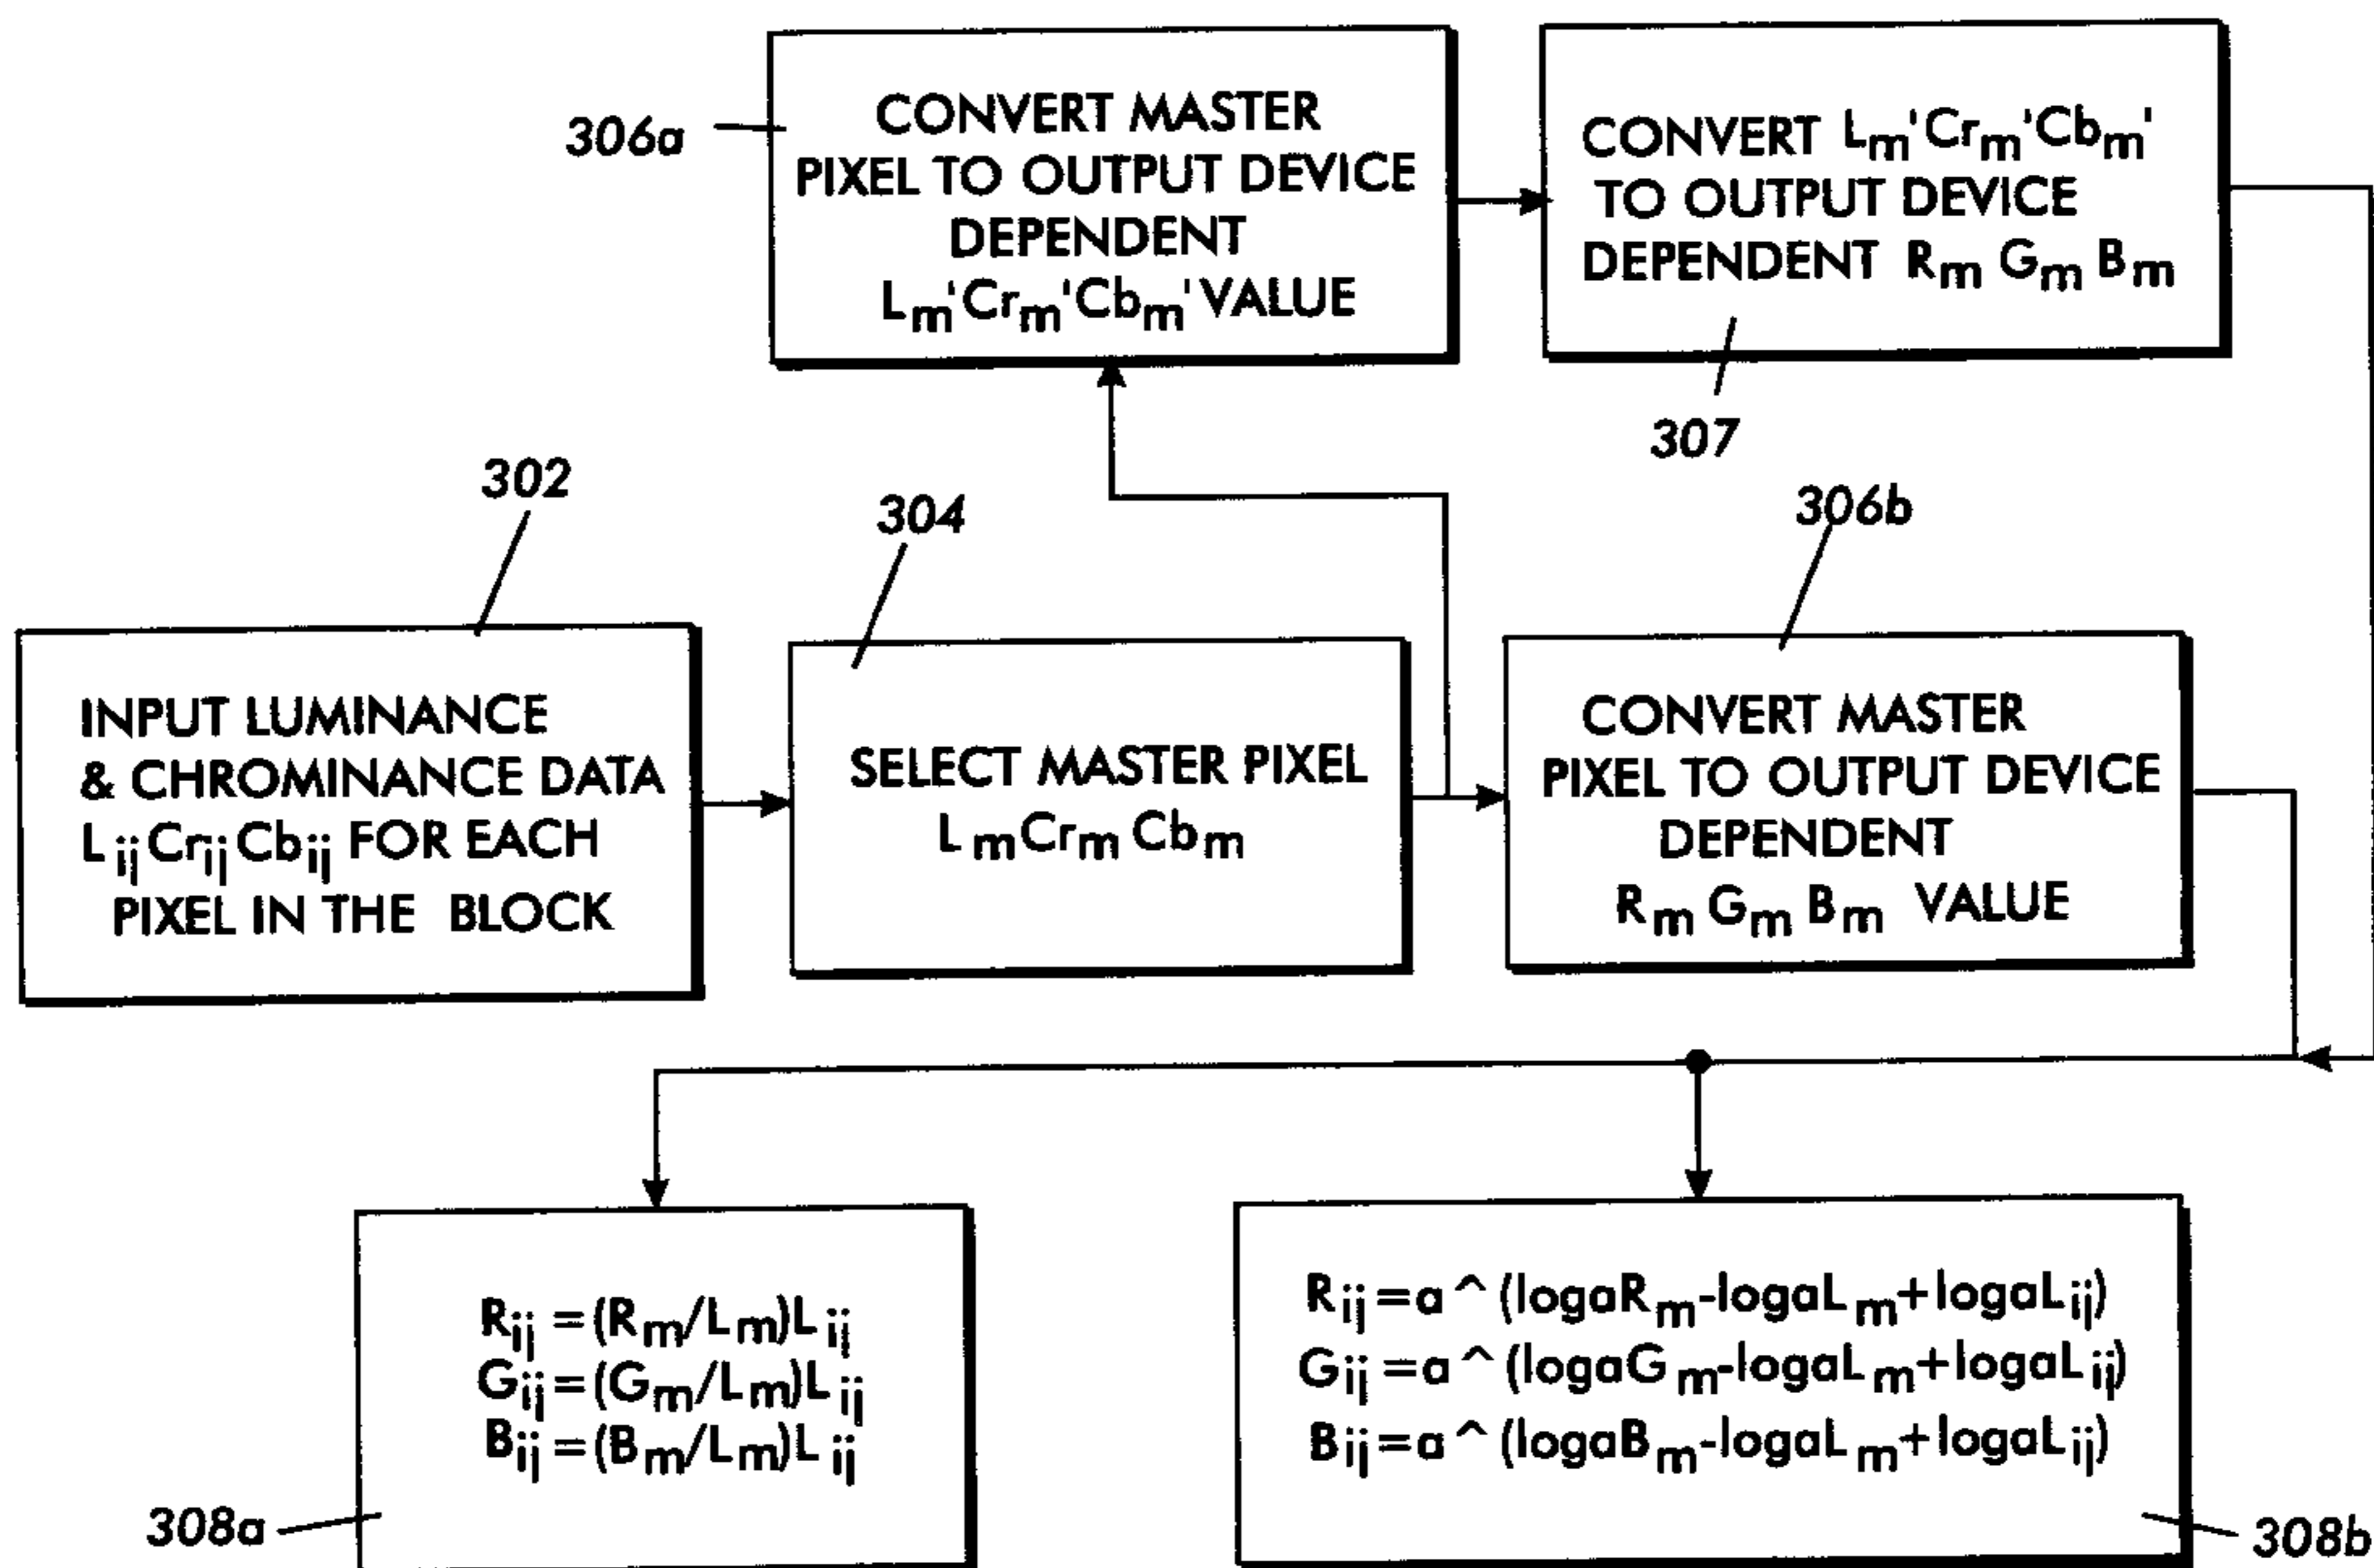 306a
CONVERT MASTER
PIXEL TO OUTPUT DEVICE
DEPENDENT
Lm'Crm'Cbm' VALUE
CONVERT Lm'Crm'Cbm'
TO OUTPUT DEVICE
DEPENDENT Rm Gm Bm
307
302
INPUT LUMINANCE
& CHROMINANCE DATA
LijCrijCbij FOR EACH
PIXEL IN THE BLOCK
304
SELECT MASTER PIXEL
LmCrmCbm
306b
CONVERT MASTER
PIXEL TO OUTPUT DEVICE
DEPENDENT
Rm Gm Bm VALUE
Rij=(Rm/Lm)Lij
Gij=(Gm/Lm)Lij
Bij=(Bm/Lm)Lij
308a
Rij=a^(logaRm-logaLm+logaLij)
Gij=a^(logaGm-logaLm+logaLij)
Bij=a^(logaBm-logaLm+logaLij)
308b